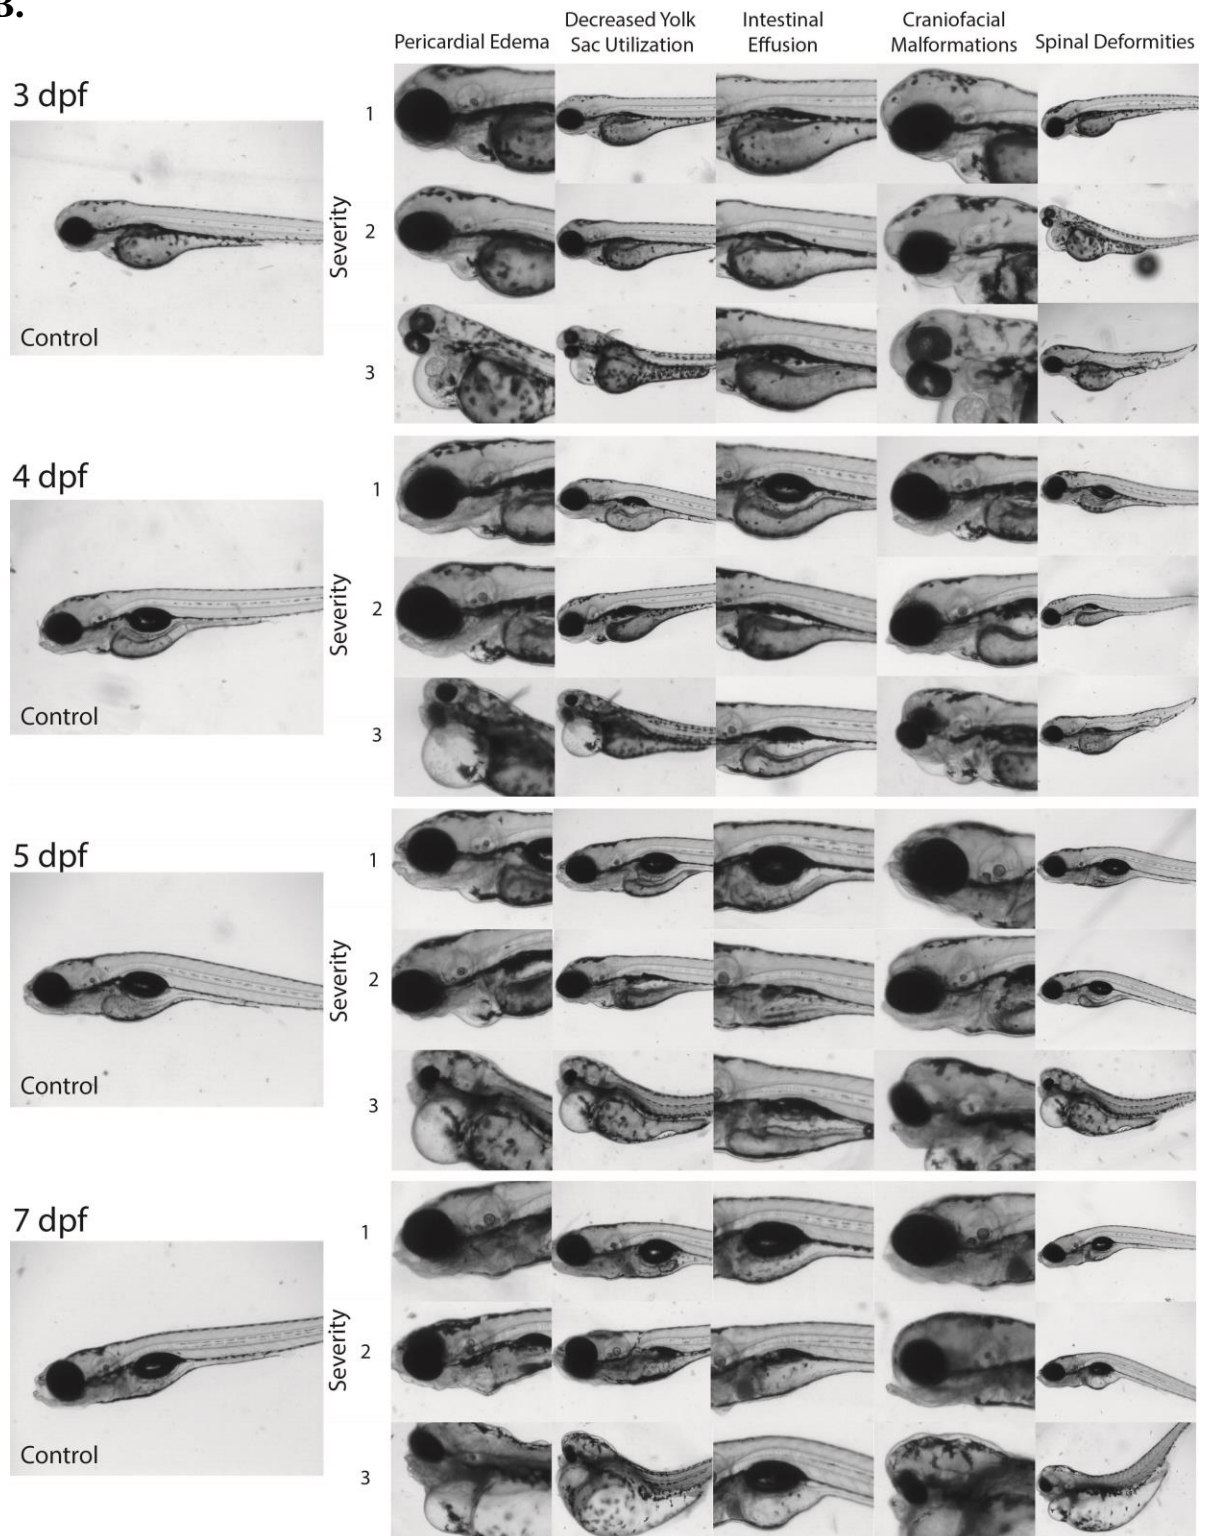 B.
Pericardial Edema
Decreased Yolk
Sac Utilization
Intestinal
Effusion
Craniofacial
Malformations
Spinal Deformities
3 dpf
Control
Severity
1
2
3
4 dpf
Control
Severity
1
2
3
5 dpf
Control
Severity
1
2
3
7 dpf
Control
Severity
1
2
3